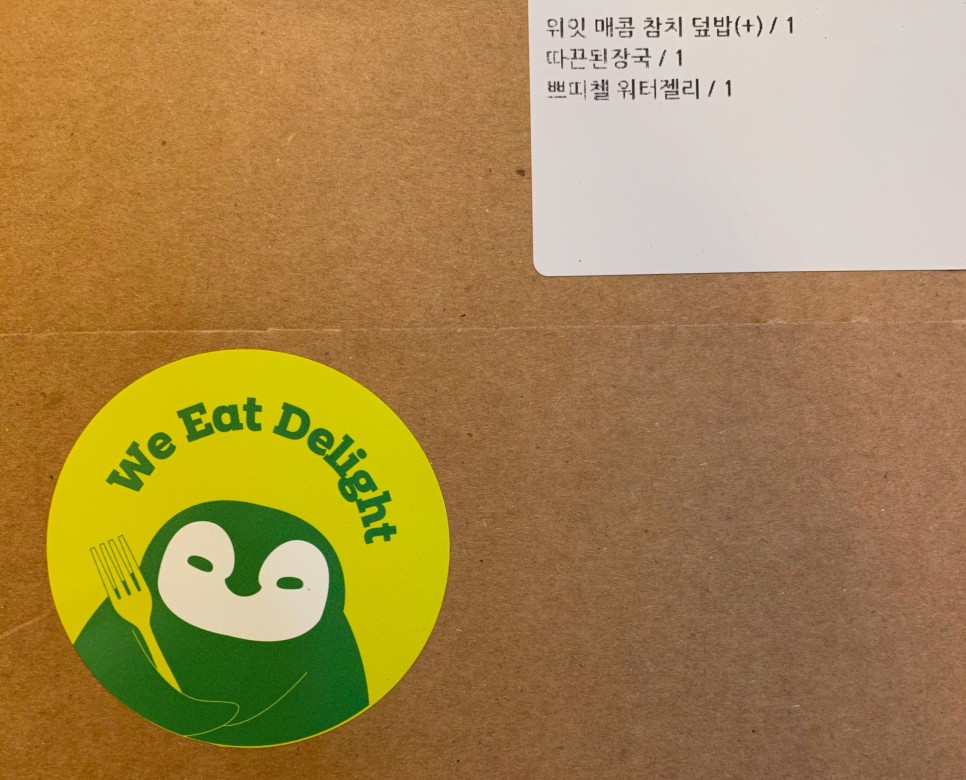 위잇 매콤 참치 덮밥(+) / 1
따끈된장국 / 1
쁘띠첼 워터젤리 / 1
We Eat Delight